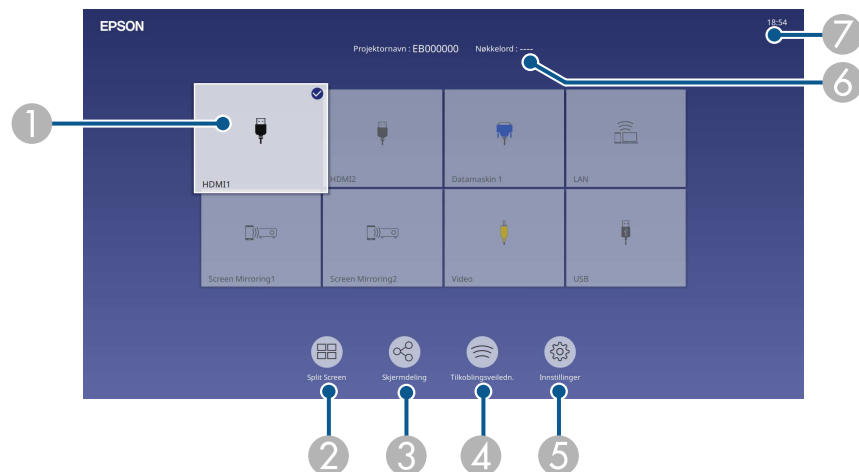 EPSON
18:54
7
Projektornavn : EB000000 Nøkkelord : ----
6
1
HDMI1
HDMI2
Datamaskin 1
LAN
Screen Mirroring1
Screen Mirroring2
Video
USB
Split Screen
Skjermdeling
Tilkoblingsveiledn.
Innstillinger
2
3
4
5